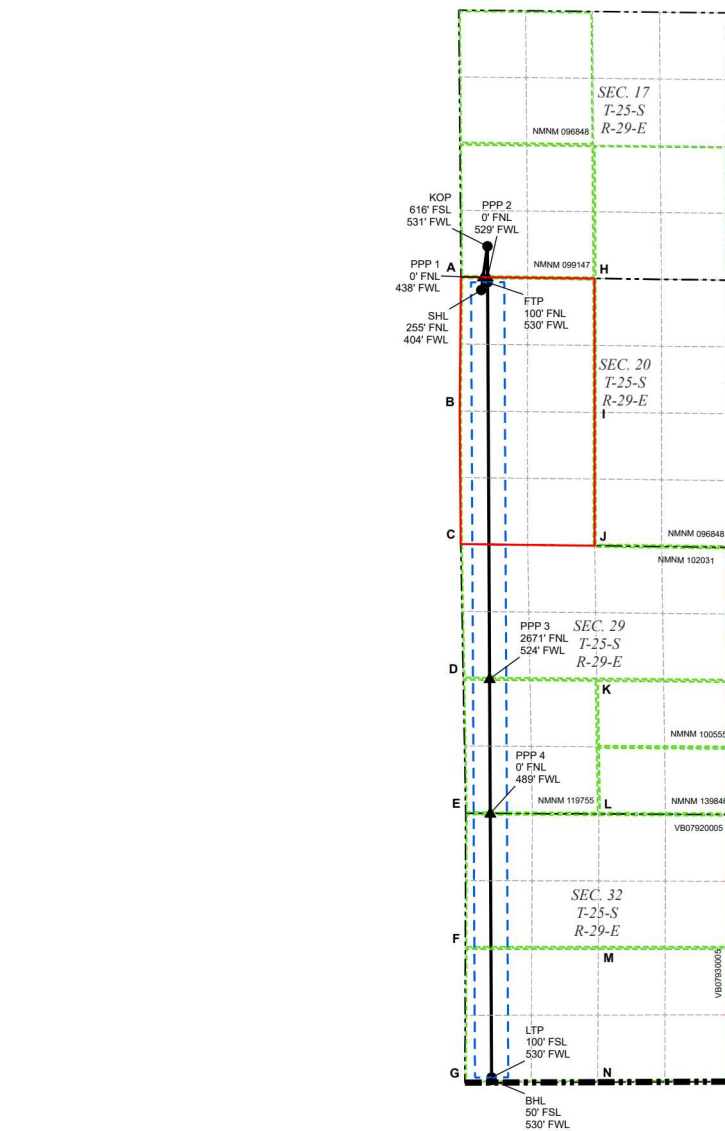 SEC. 17
T-25-S
R-29-E
NMNM 096848
KOP
616' FSL
531' FWL
PPP 2
0' FNL
529' FWL
PPP 1
0' FNL
438' FWL
A
NMNM 099147
H
SHL
255' FNL
404' FWL
FTP
100' FNL
530' FWL
SEC. 20
T-25-S
R-29-E
B
I
C
J
NMNM 096848
NMNM 102031
PPP 3
2671' FNL
524' FWL
SEC. 29
T-25-S
R-29-E
D
K
NMNM 100555
PPP 4
0' FNL
489' FWL
E
NMNM 119755
L
NMNM 139846
VB07920005
SEC. 32
T-25-S
R-29-E
F
M
VB07930005
LTP
100' FSL
530' FWL
G
N
BHL
50' FSL
530' FWL